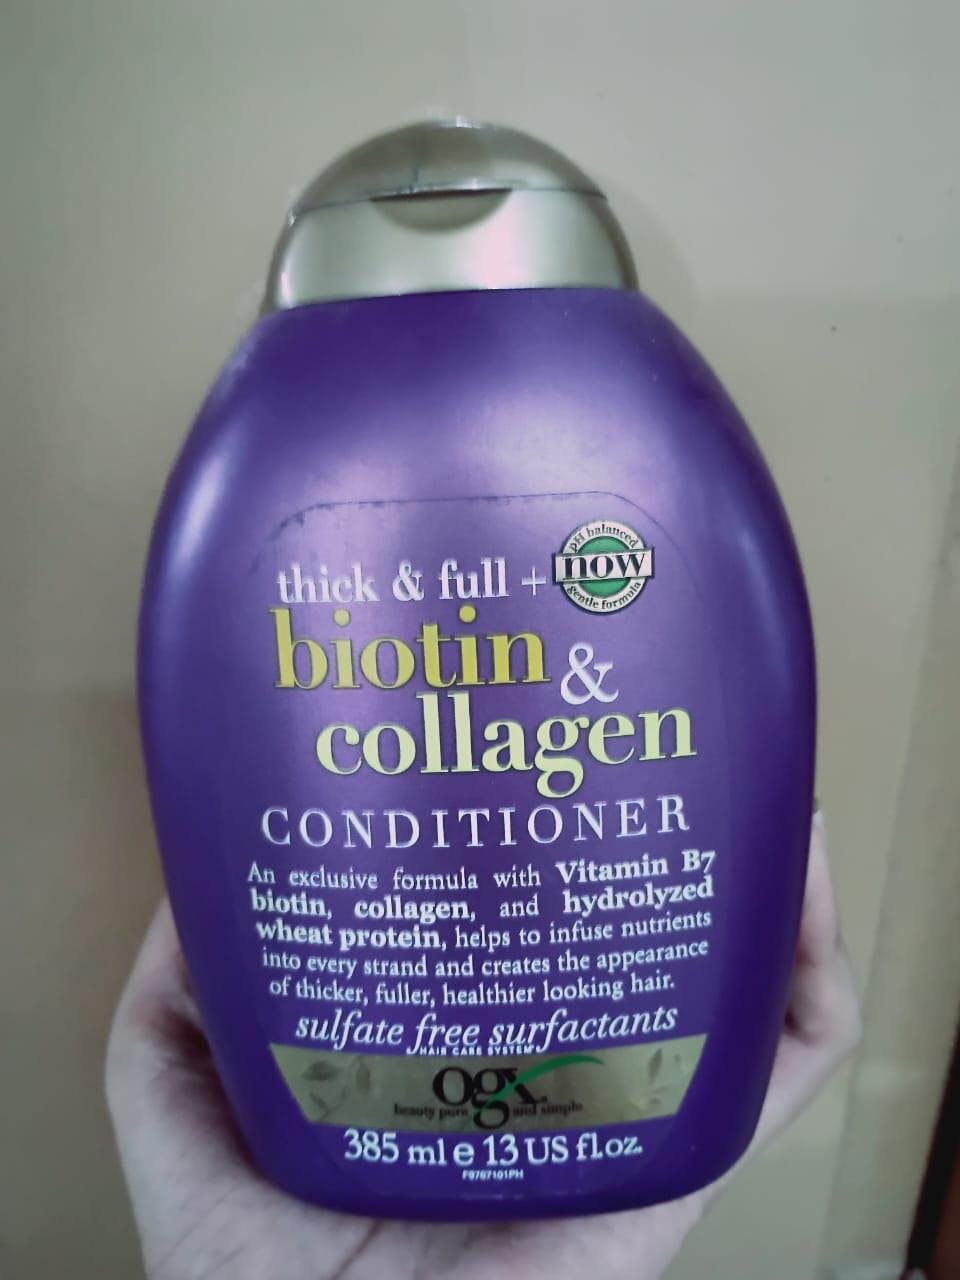 pH balanced
now
gentle formula
thick & full +
biotin &
collagen
CONDITIONER
An exclusive formula with Vitamin B7
biotin, collagen, and hydrolyzed
wheat protein, helps to infuse nutrients
into every strand and creates the appearance
of thicker, fuller, healthier looking hair.
sulfate free surfactants
HAIR CARE SYSTEM
ogx
beauty pure and simple
385 ml e 13 US fl.oz.
F9767101PH